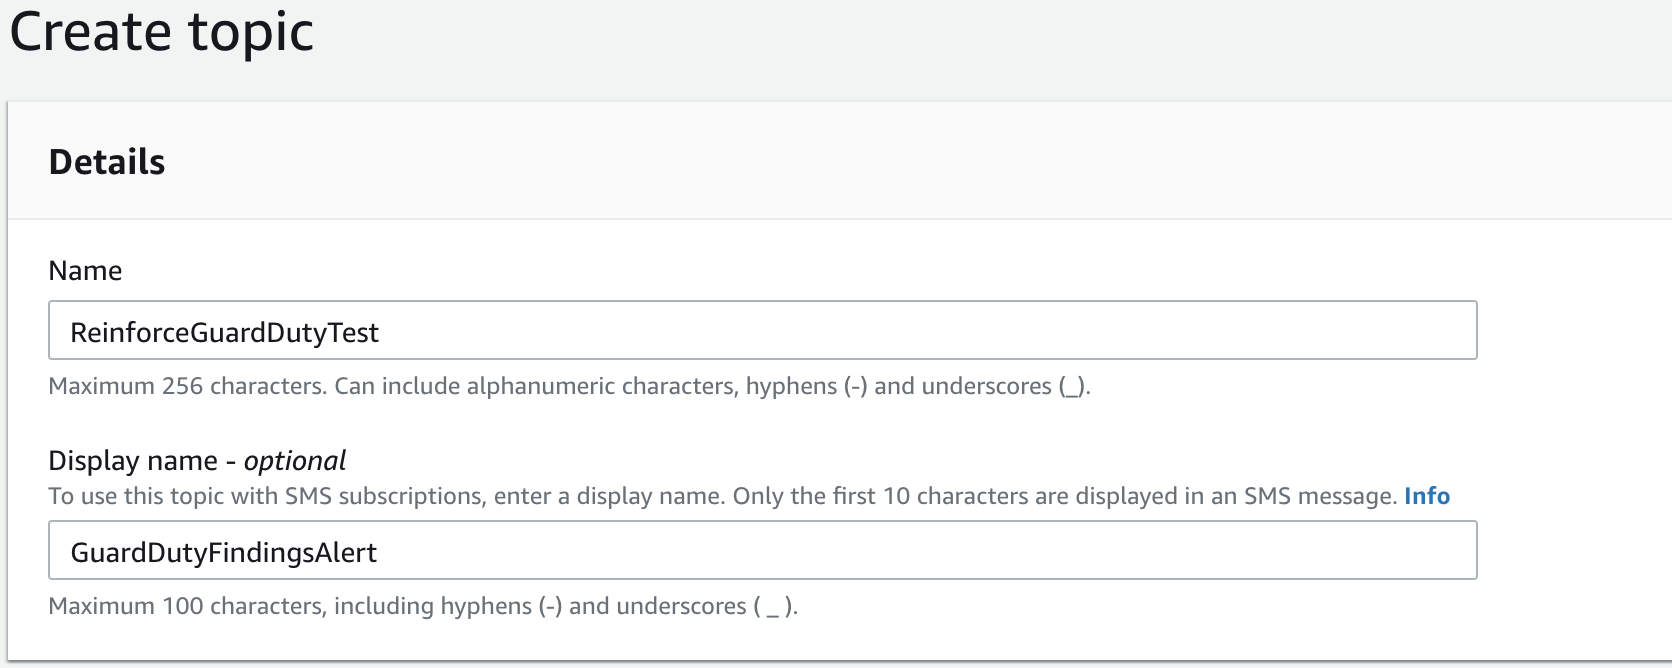 Create topic
Details
Name
ReinforceGuardDutyTest
Maximum 256 characters. Can include alphanumeric characters, hyphens (-) and underscores (_).
Display name - optional
To use this topic with SMS subscriptions, enter a display name. Only the first 10 characters are displayed in an SMS message. Info
GuardDutyFindingsAlert
Maximum 100 characters, including hyphens (-) and underscores ( _ ).